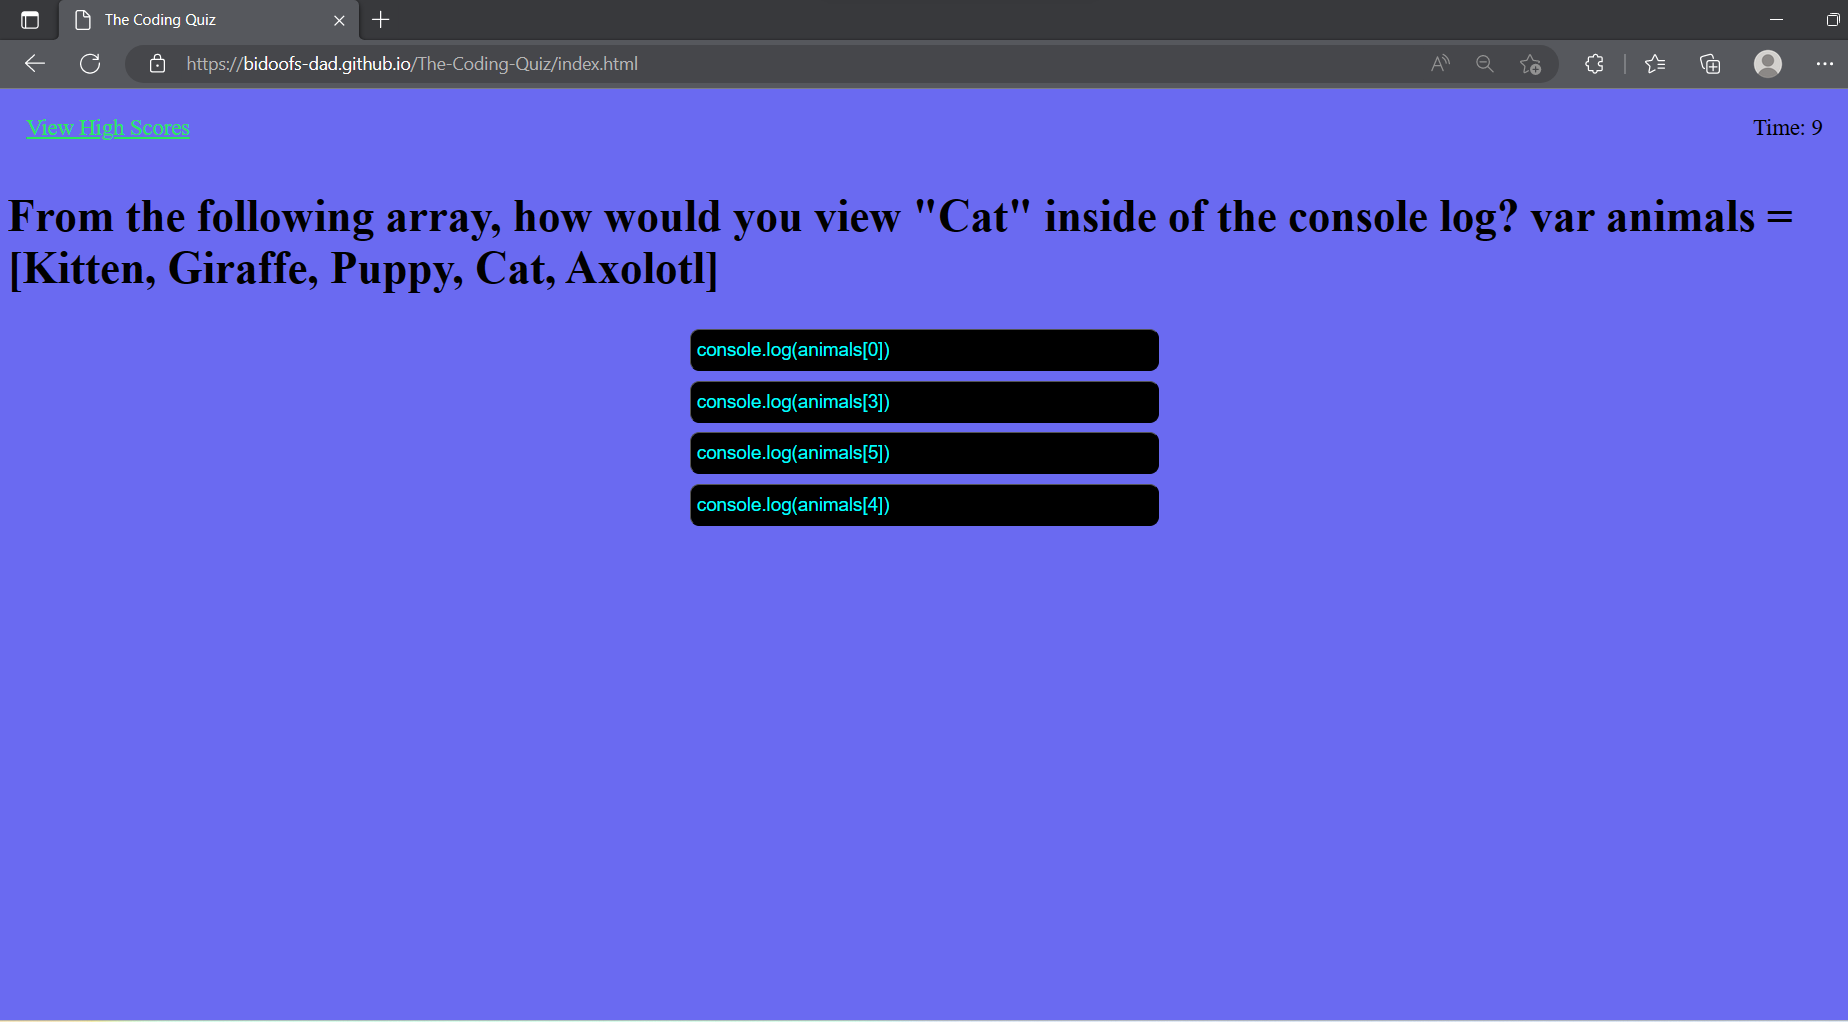 The Coding Quiz
https://bidoofs-dad.github.io/The-Coding-Quiz/index.html
View High Scores
Time: 9
From the following array, how would you view "Cat" inside of the console log? var animals =
[Kitten, Giraffe, Puppy, Cat, Axolotl]
console.log(animals[0])
console.log(animals[3])
console.log(animals[5])
console.log(animals[4])